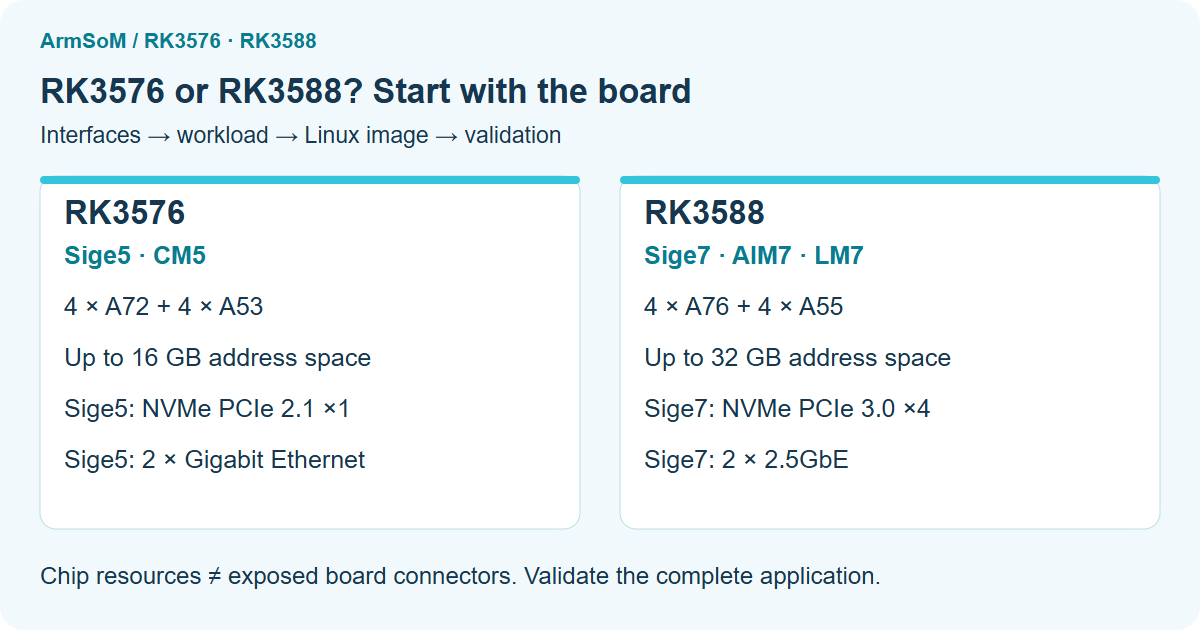 ArmSoM / RK3576 · RK3588
RK3576 or RK3588? Start with the board
Interfaces → workload → Linux image → validation
RK3576
Sige5 · CM5
4 × A72 + 4 × A53
Up to 16 GB address space
Sige5: NVMe PCIe 2.1 ×1
Sige5: 2 × Gigabit Ethernet
RK3588
Sige7 · AIM7 · LM7
4 × A76 + 4 × A55
Up to 32 GB address space
Sige7: NVMe PCIe 3.0 ×4
Sige7: 2 × 2.5GbE
Chip resources ≠ exposed board connectors. Validate the complete application.